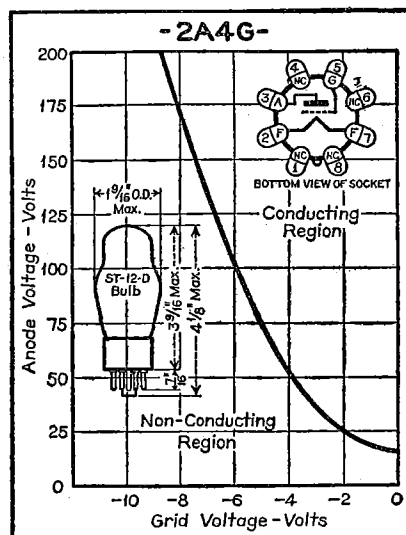 -2A4G-
200
175
150
125
100
75
50
25
0
Anode Voltage-Volts
-10
-8
-6
-4
-2
0
Grid Voltage-Volts
4
NC
5
G
3
A
NC
6
2
F
F
7
1
NC
NC
8
BOTTOM VIEW OF SOCKET
Conducting
Region
1 9/16" O.D.
Max.
ST-12-D
Bulb
3 9/16" Max.
4 1/8" Max.
7/16"
Non-Conducting
Region